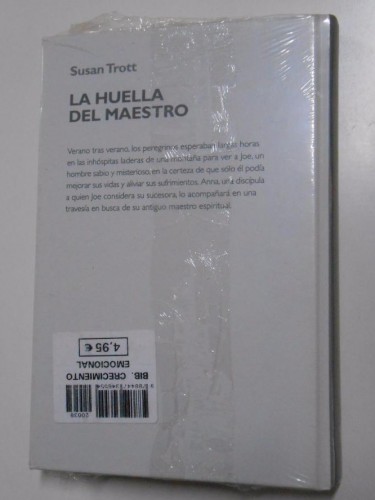 Susan Trott
LA HUELLA
DEL MAESTRO
Verano tras verano, los peregrinos esperaban largas horas
en las inhóspitas laderas de una montaña para ver a Joe, un
hombre sabio y misterioso, en la certeza de que sólo él podía
mejorar sus vidas y aliviar sus sufrimientos. Anna, una discípula
a quien Joe considera su sucesora, lo acompañará en una
travesía en busca de su antiguo maestro espiritual.
BIB. CRECIMIENTO
EMOCIONAL
4,95 €
20039